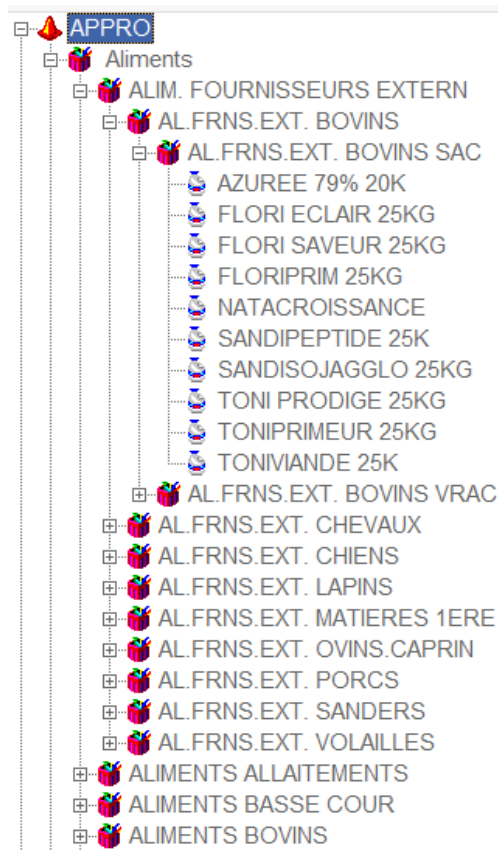 APPRO
Aliments
ALIM. FOURNISSEURS EXTERN
AL.FRNS.EXT. BOVINS
AL.FRNS.EXT. BOVINS SAC
AZUREE 79% 20K
FLORI ECLAIR 25KG
FLORI SAVEUR 25KG
FLORIPRIM 25KG
NATACROISSANCE
SANDIPEPTIDE 25K
SANDISOJAGGLO 25KG
TONI PRODIGE 25KG
TONIPRIMEUR 25KG
TONIVIANDE 25K
AL.FRNS.EXT. BOVINS VRAC
AL.FRNS.EXT. CHEVAUX
AL.FRNS.EXT. CHIENS
AL.FRNS.EXT. LAPINS
AL.FRNS.EXT. MATIERES 1ERE
AL.FRNS.EXT. OVINS.CAPRIN
AL.FRNS.EXT. PORCS
AL.FRNS.EXT. SANDERS
AL.FRNS.EXT. VOLAILLES
ALIMENTS ALLAITEMENTS
ALIMENTS BASSE COUR
ALIMENTS BOVINS